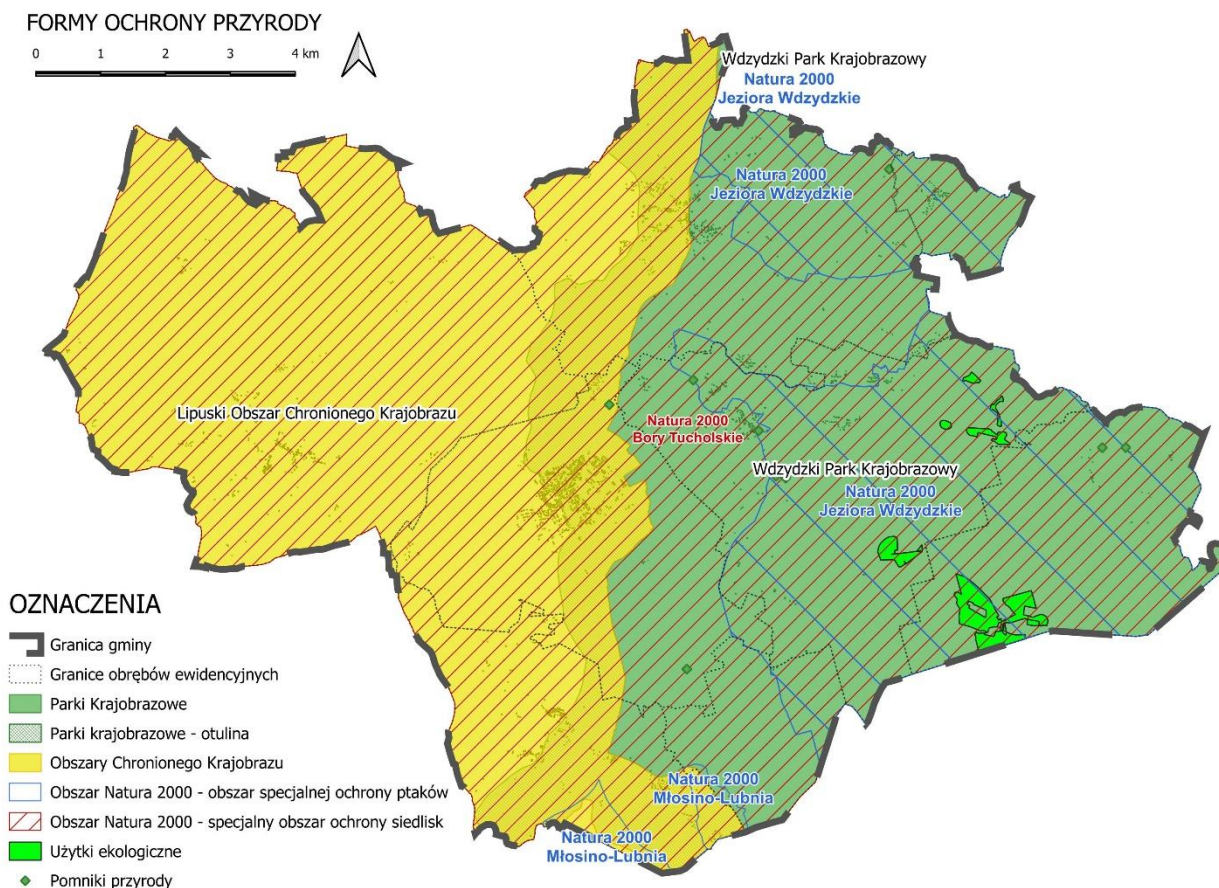 FORMY OCHRONY PRZYRODY
0 1 2 3 4 km
Wdzydzki Park Krajobrazowy
Natura 2000
Jeziora Wdzydzkie
Natura 2000
Jeziora Wdzydzkie
Lipuski Obszar Chronionego Krajobrazu
Natura 2000
Bory Tucholskie
Wdzydzki Park Krajobrazowy
Natura 2000
Jeziora Wdzydzkie
Natura 2000
Młosino-Lubnia
Natura 2000
Młosino-Lubnia
OZNACZENIA
Granica gminy
Granice obrębów ewidencyjnych
Parki Krajobrazowe
Parki krajobrazowe - otulina
Obszary Chronionego Krajobrazu
Obszar Natura 2000 - obszar specjalnej ochrony ptaków
Obszar Natura 2000 - specjalny obszar ochrony siedlisk
Użytki ekologiczne
Pomniki przyrody